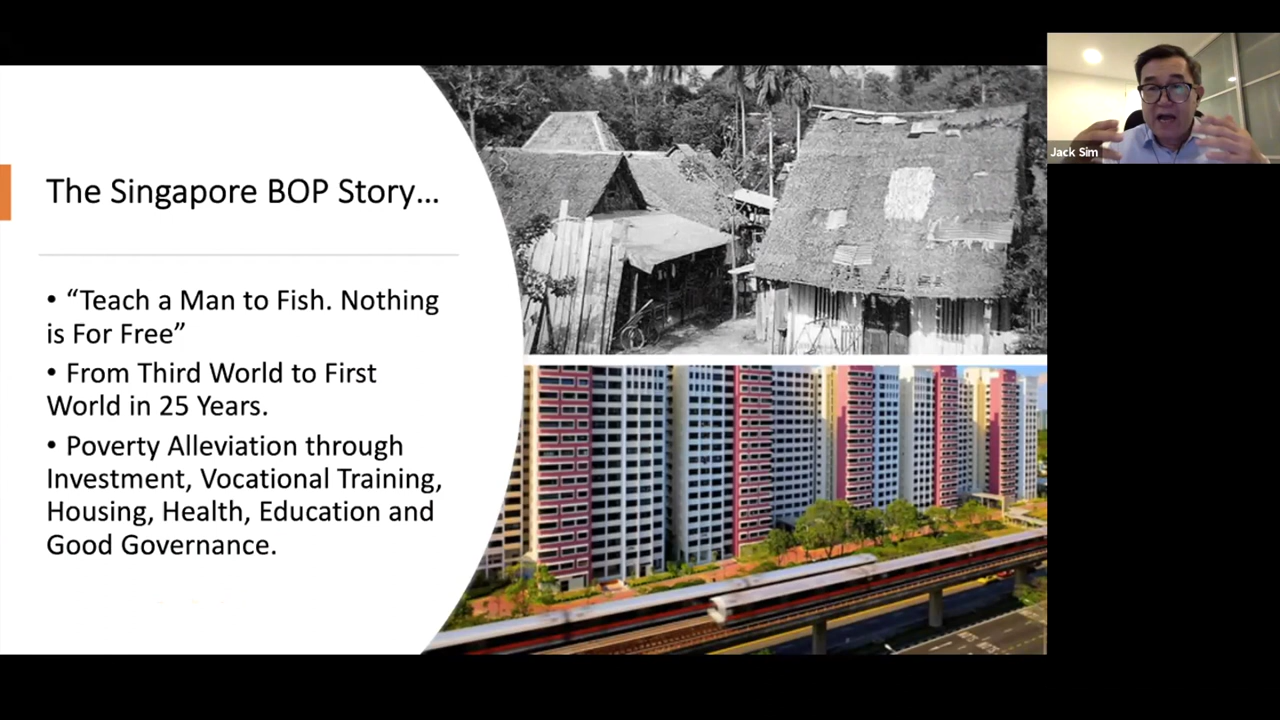 The Singapore BOP Story…
• “Teach a Man to Fish. Nothing
is For Free”
• From Third World to First
World in 25 Years.
• Poverty Alleviation through
Investment, Vocational Training,
Housing, Health, Education and
Good Governance.
Jack Sim